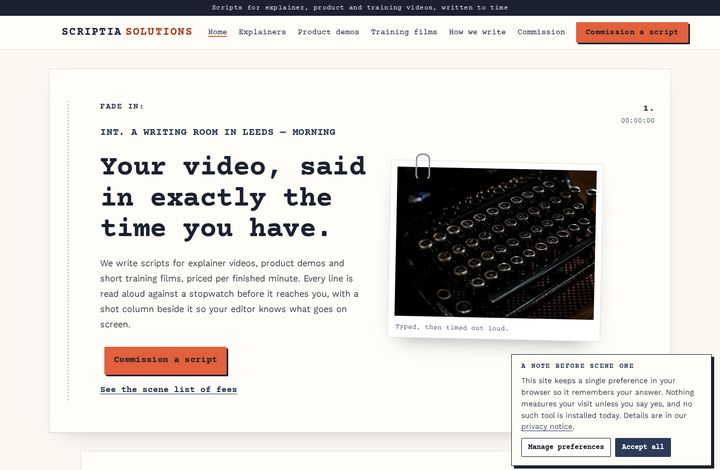 Scripts for explainer, product and training videos, written to time
SCRIPTIA SOLUTIONS
Home Explainers Product demos Training films How we write Commission Commission a script
FADE IN:
1.
00:00:00
INT. A WRITING ROOM IN LEEDS — MORNING
Your video, said
in exactly the
time you have.
We write scripts for explainer videos, product demos and
short training films, priced per finished minute. Every line is
read aloud against a stopwatch before it reaches you, with a
shot column beside it so your editor knows what goes on
screen.
Typed, then timed out loud.
Commission a script
See the scene list of fees
A NOTE BEFORE SCENE ONE
This site keeps a single preference in your
browser so it remembers your answer. Nothing
measures your visit unless you say yes, and no
such tool is installed today. Details are in our
privacy notice.
Manage preferences Accept all